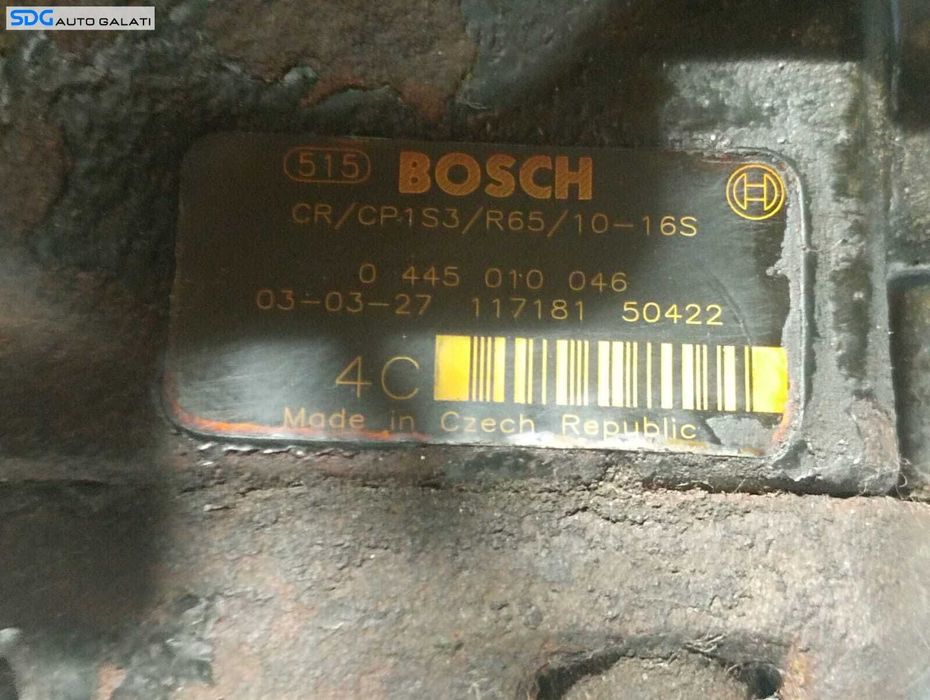 SDG AUTO GALATI
515 BOSCH
CR/CP1S3/R65/10-16S
0 445 010 046
03-03-27 117181 50422
4C
Made in Czech Republic